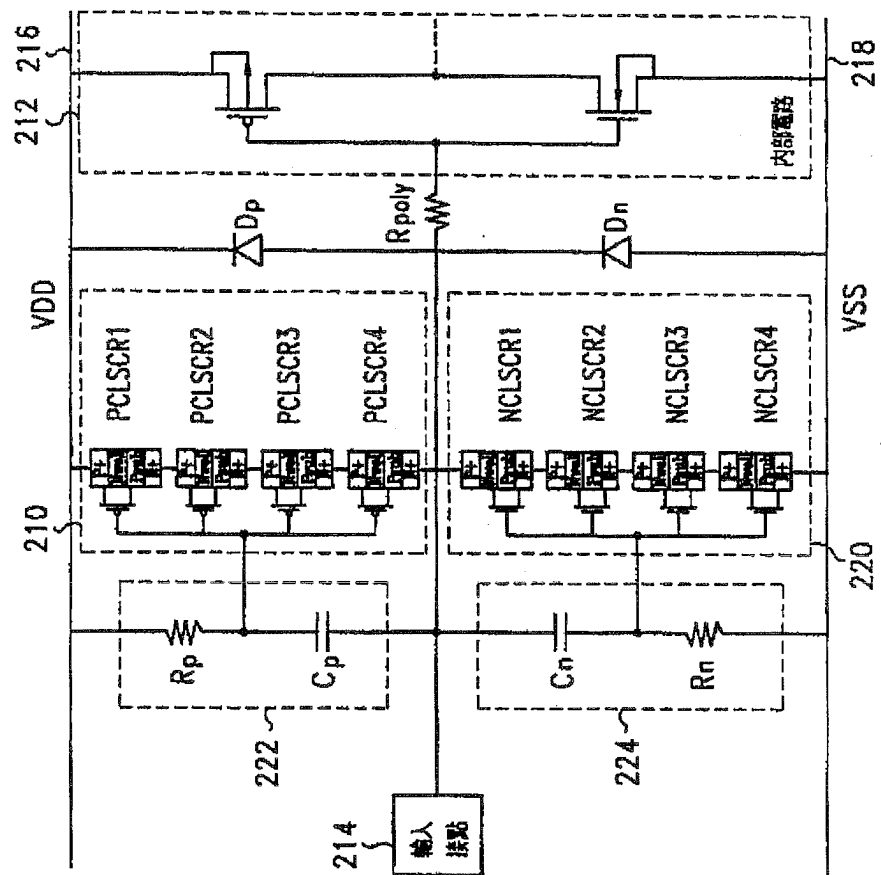 212
216
VDD
210
PCLSCR1
PCLSCR2
PCLSCR3
PCLSCR4
Dp
222
Rp
Cp
214
輸入
接點
Rpoly
NCLSCR1
NCLSCR2
NCLSCR3
NCLSCR4
Dn
內部電路
224
Cn
Rn
220
VSS
218